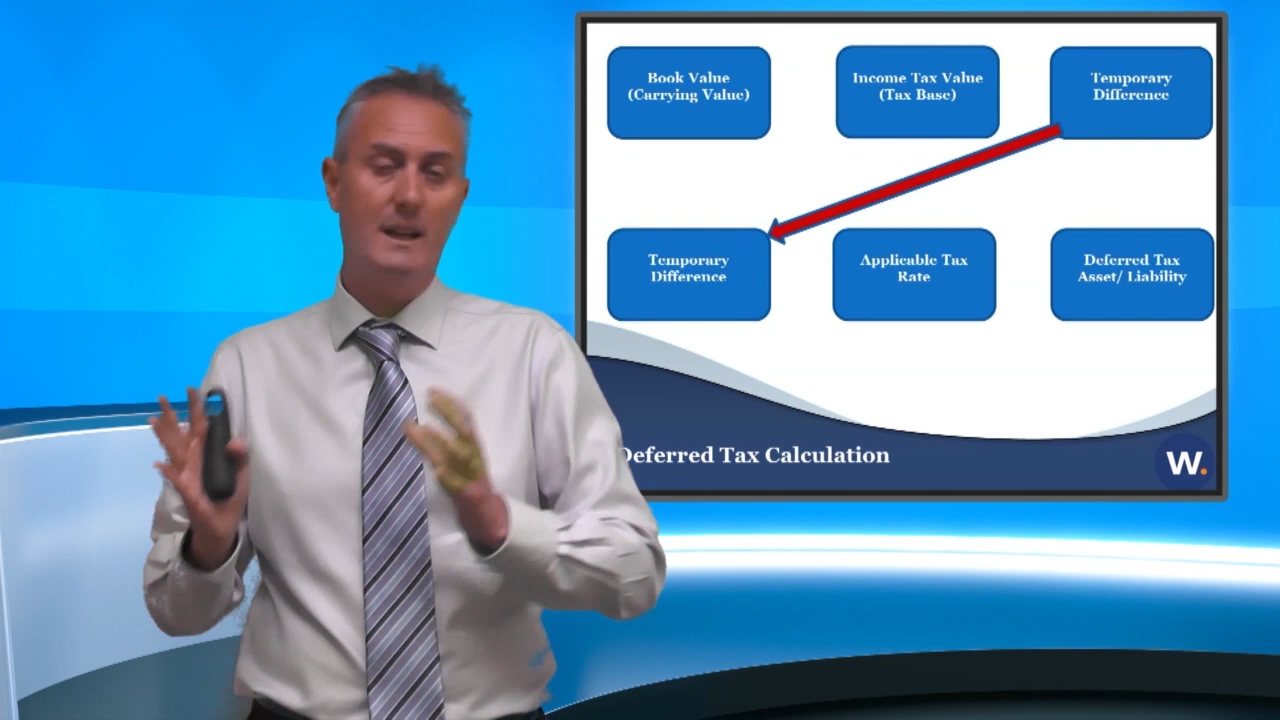 Book Value
(Carrying Value)
Income Tax Value
(Tax Base)
Temporary
Difference
Temporary
Difference
Applicable Tax
Rate
Deferred Tax
Asset/ Liability
Deferred Tax Calculation
W.